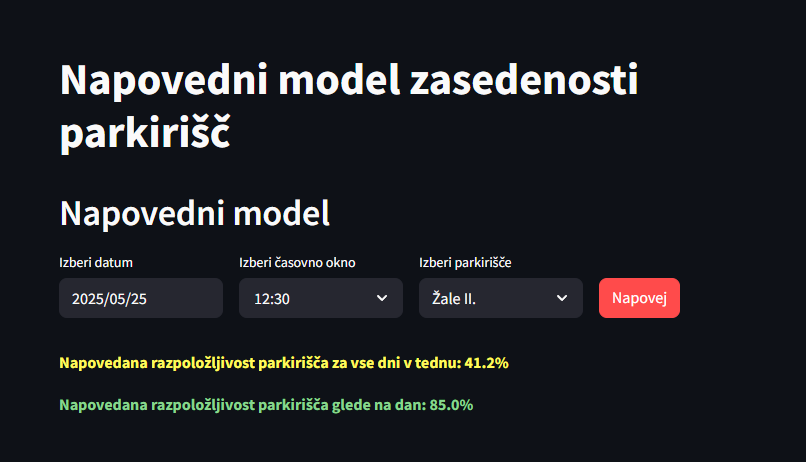 Napovedni model zasedenosti
parkirišč
Napovedni model
Izberi datum
Izberi časovno okno
Izberi parkirišče
2025/05/25
12:30
Žale II.
Napovej
Napovedana razpoložljivost parkirišča za vse dni v tednu: 41.2%
Napovedana razpoložljivost parkirišča glede na dan: 85.0%